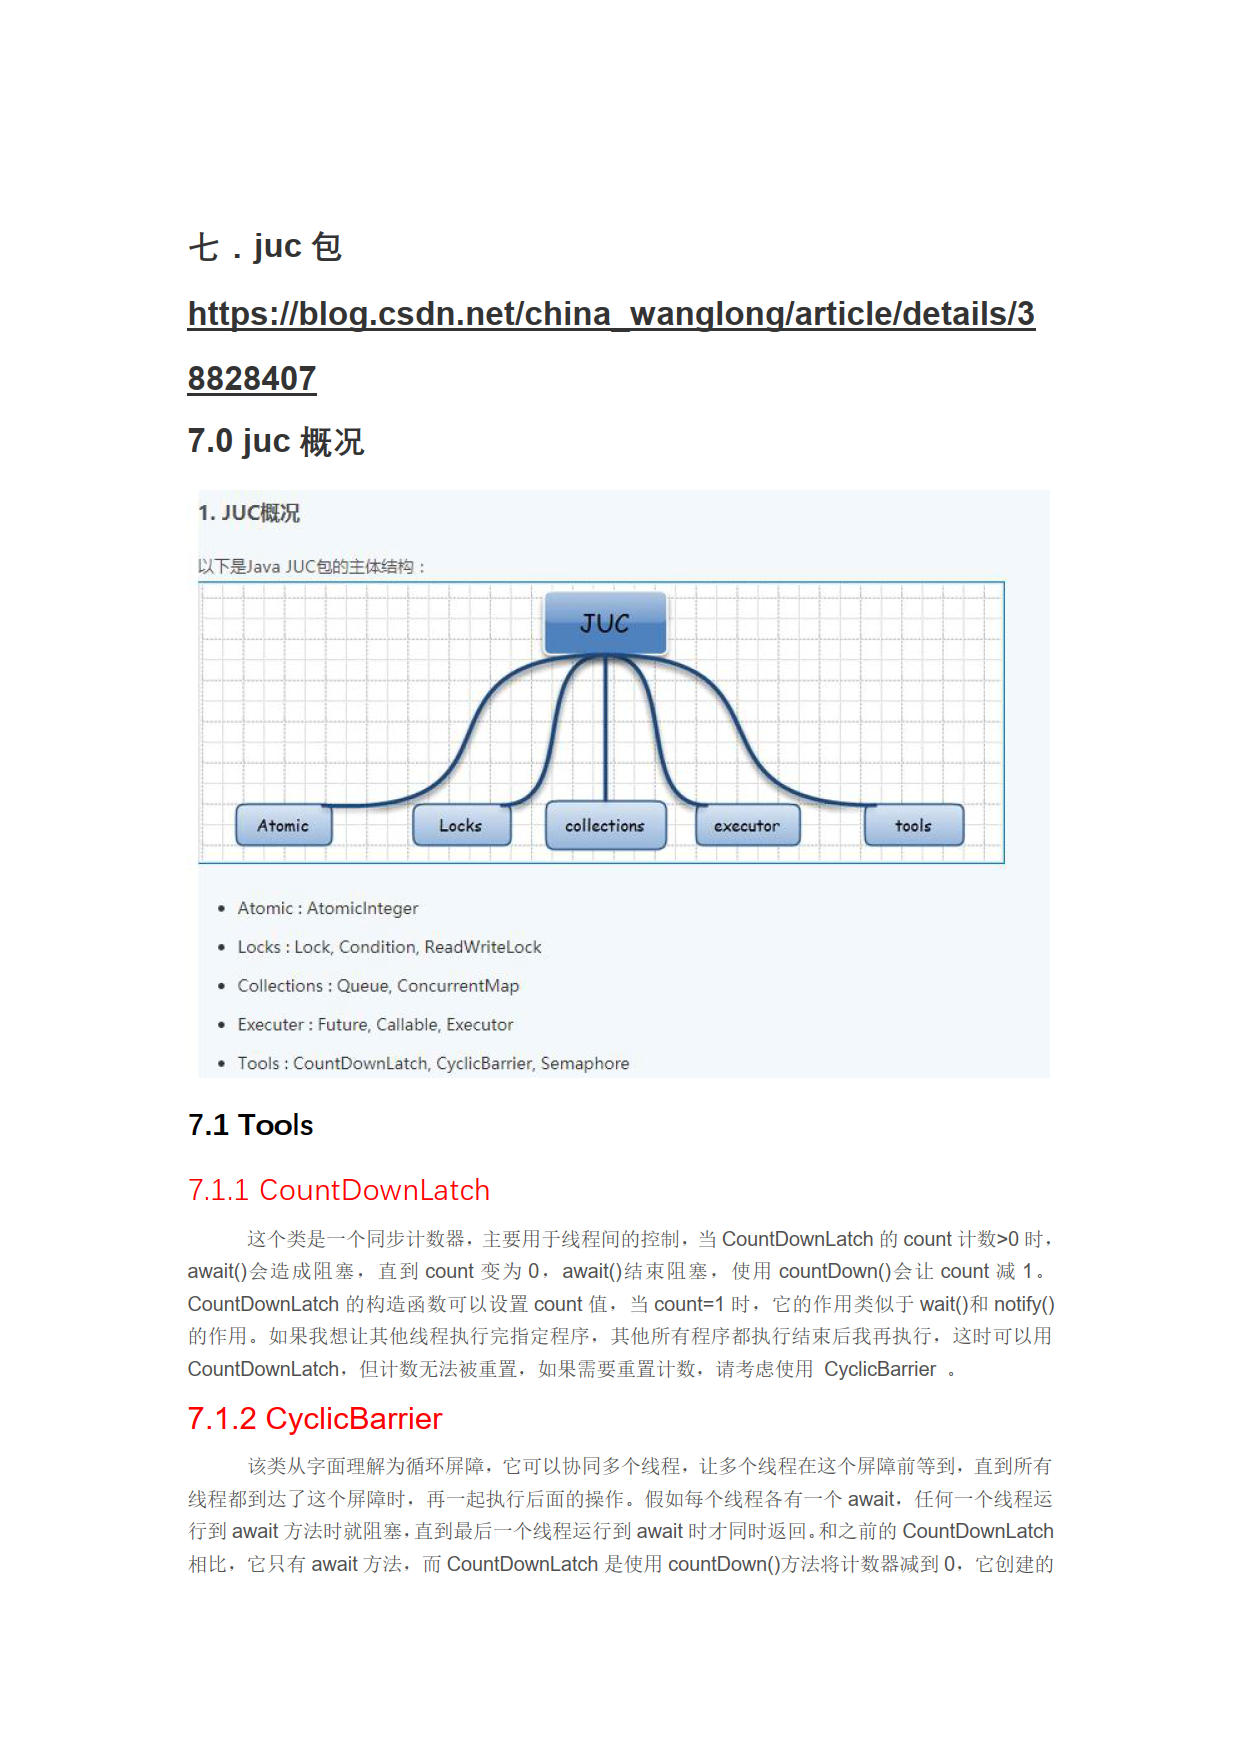 七．juc 包
https://blog.csdn.net/china_wanglong/article/details/3
8828407
7.0 juc 概况
1. JUC概况
以下是Java JUC包的主体结构：
JUC
Atomic
Locks
collections
executor
tools
• Atomic : AtomicInteger
• Locks : Lock, Condition, ReadWriteLock
• Collections : Queue, ConcurrentMap
• Executer : Future, Callable, Executor
• Tools : CountDownLatch, CyclicBarrier, Semaphore
7.1 Tools
7.1.1 CountDownLatch
这个类是一个同步计数器，主要用于线程间的控制，当 CountDownLatch 的 count 计数>0 时，
await()会造成阻塞，直到 count 变为 0，await()结束阻塞，使用 countDown()会让 count 减 1。
CountDownLatch 的构造函数可以设置 count 值，当 count=1 时，它的作用类似于 wait()和 notify()
的作用。如果我想让其他线程执行完指定程序，其他所有程序都执行结束后我再执行，这时可以用
CountDownLatch，但计数无法被重置，如果需要重置计数，请考虑使用 CyclicBarrier 。
7.1.2 CyclicBarrier
该类从字面理解为循环屏障，它可以协同多个线程，让多个线程在这个屏障前等到，直到所有
线程都到达了这个屏障时，再一起执行后面的操作。假如每个线程各有一个 await，任何一个线程运
行到 await 方法时就阻塞，直到最后一个线程运行到 await 时才同时返回。和之前的 CountDownLatch
相比，它只有 await 方法，而 CountDownLatch 是使用 countDown()方法将计数器减到 0，它创建的